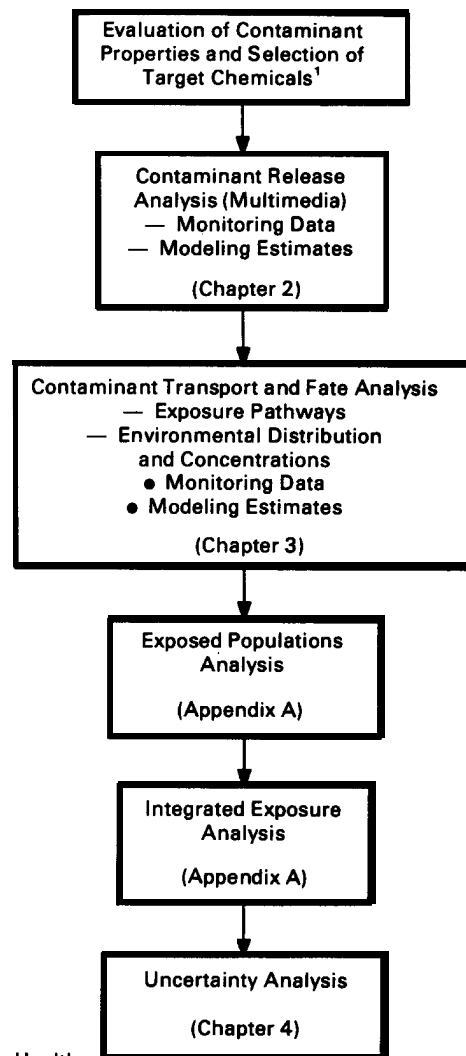 Evaluation of Contaminant
Properties and Selection of
Target Chemicals¹
Contaminant Release
Analysis (Multimedia)
— Monitoring Data
— Modeling Estimates
(Chapter 2)
Contaminant Transport and Fate Analysis
— Exposure Pathways
— Environmental Distribution
and Concentrations
● Monitoring Data
● Modeling Estimates
(Chapter 3)
Exposed Populations
Analysis
(Appendix A)
Integrated Exposure
Analysis
(Appendix A)
Uncertainty Analysis
(Chapter 4)